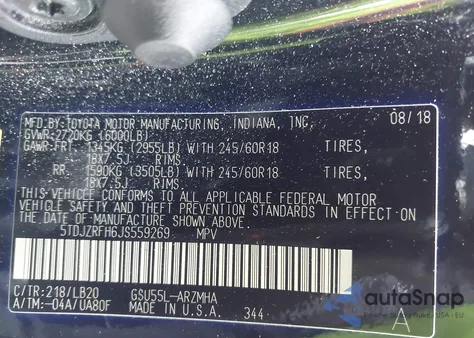 MFD.BY:TOYOTA MOTOR MANUFACTURING, INDIANA, INC. 08/18
GVWR:2720KG (6000LB)
GAWR:FRT. 1345KG (2955LB) WITH 245/60R18 TIRES,
18X7.5J RIMS
RR. 1590KG (3505LB) WITH 245/60R18 TIRES,
18X7.5J RIMS
THIS VEHICLE CONFORMS TO ALL APPLICABLE FEDERAL MOTOR
VEHICLE SAFETY AND THEFT PREVENTION STANDARDS IN EFFECT ON
THE DATE OF MANUFACTURE SHOWN ABOVE.
5TDJZRFH6JS559269 MPV
C/TR:218/LB20 GSU55L-ARZMHA
A/TM:-04A/UA80F MADE IN U.S.A. 344 A
autoSnap